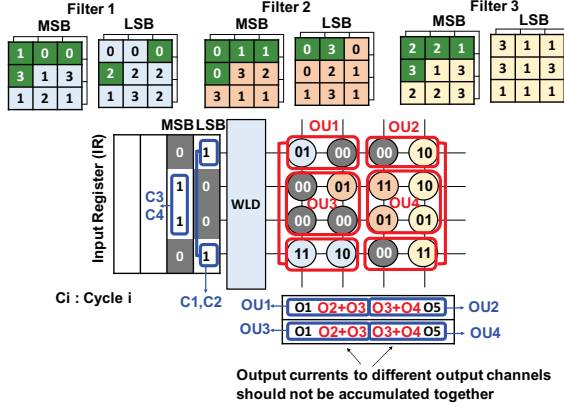 Filter 1
Filter 2
Filter 3
MSB LSB
MSB LSB
MSB LSB
1 0 0
3 1 3
1 2 1
0 0 0
2 2 2
1 3 2
0 1 1
0 3 2
3 1 1
0 3 0
0 2 1
2 3 1
2 2 1
3 1 3
2 2 3
3 1 1
1 1 3
1 1 1
MSB LSB
OU1 OU2
Input Register (IR)
WLD
0 1
1 0
1 0
0 1
C3
C4
01 00 00 10
00 01 11 10
OU3 OU4
00 00 01 01
11 10 00 11
Ci : Cycle i
C1,C2
OU1 O1 O2+O3 O3+O4 O5 OU2
OU3 O1 O2+O3 O3+O4 O5 OU4
Output currents to different output channels
should not be accumulated together